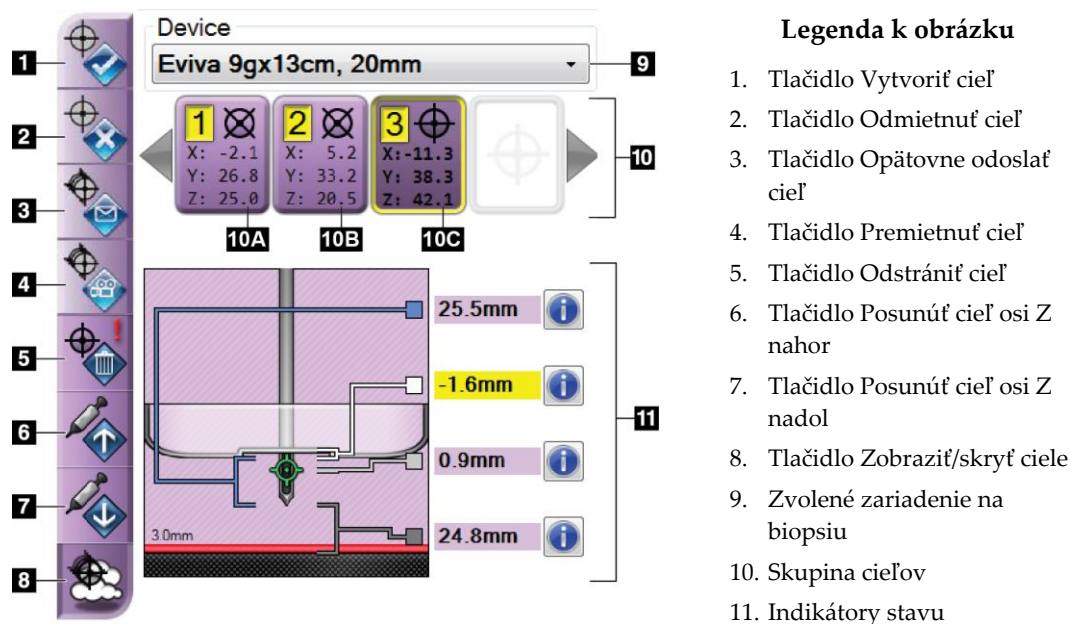 Device
Eviva 9gx13cm, 20mm
1
2
3
4
5
6
7
8
9
10
11
1
X: -2.1
Y: 26.8
Z: 25.0
2
X: 5.2
Y: 33.2
Z: 20.5
3
X:-11.3
Y: 38.3
Z: 42.1
10A
10B
10C
!
25.5mm
-1.6mm
0.9mm
24.8mm
3.0mm
i
i
i
i
Legenda k obrázku
1. Tlačidlo Vytvoriť cieľ
2. Tlačidlo Odmietnuť cieľ
3. Tlačidlo Opätovne odoslať
cieľ
4. Tlačidlo Premietnuť cieľ
5. Tlačidlo Odstrániť cieľ
6. Tlačidlo Posunúť cieľ osi Z
nahor
7. Tlačidlo Posunúť cieľ osi Z
nadol
8. Tlačidlo Zobraziť/skryť ciele
9. Zvolené zariadenie na
biopsiu
10. Skupina cieľov
11. Indikátory stavu